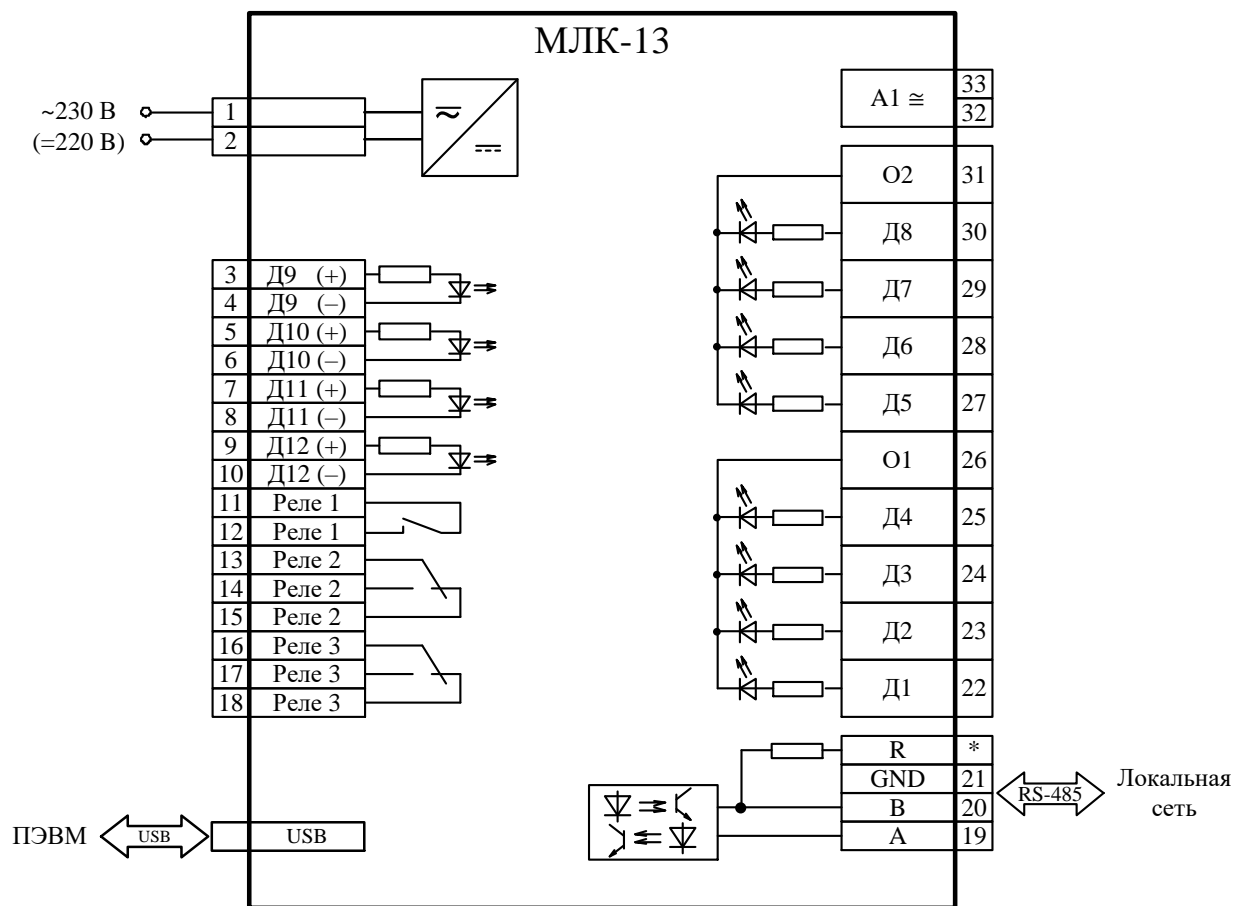 МЛК-13
~230 В
(=220 В)
1
2
3 Д9 (+)
4 Д9 (–)
5 Д10 (+)
6 Д10 (–)
7 Д11 (+)
8 Д11 (–)
9 Д12 (+)
10 Д12 (–)
11 Реле 1
12 Реле 1
13 Реле 2
14 Реле 2
15 Реле 2
16 Реле 3
17 Реле 3
18 Реле 3
ПЭВМ USB USB
А1 ≅ 33
32
О2 31
Д8 30
Д7 29
Д6 28
Д5 27
О1 26
Д4 25
Д3 24
Д2 23
Д1 22
R *
GND 21
B 20
A 19
RS-485
Локальная
сеть